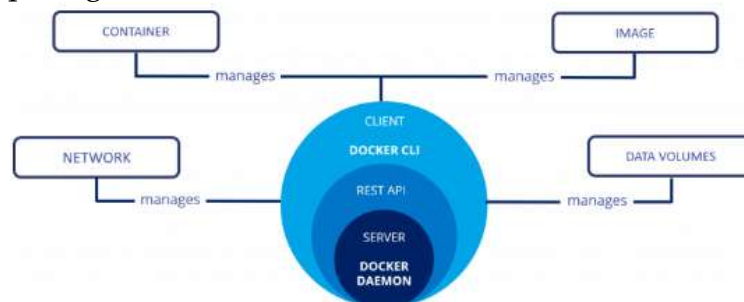 CONTAINER
IMAGE
manages
manages
CLIENT
DOCKER CLI
NETWORK
DATA VOLUMES
REST API
manages
manages
SERVER
DOCKER
DAEMON